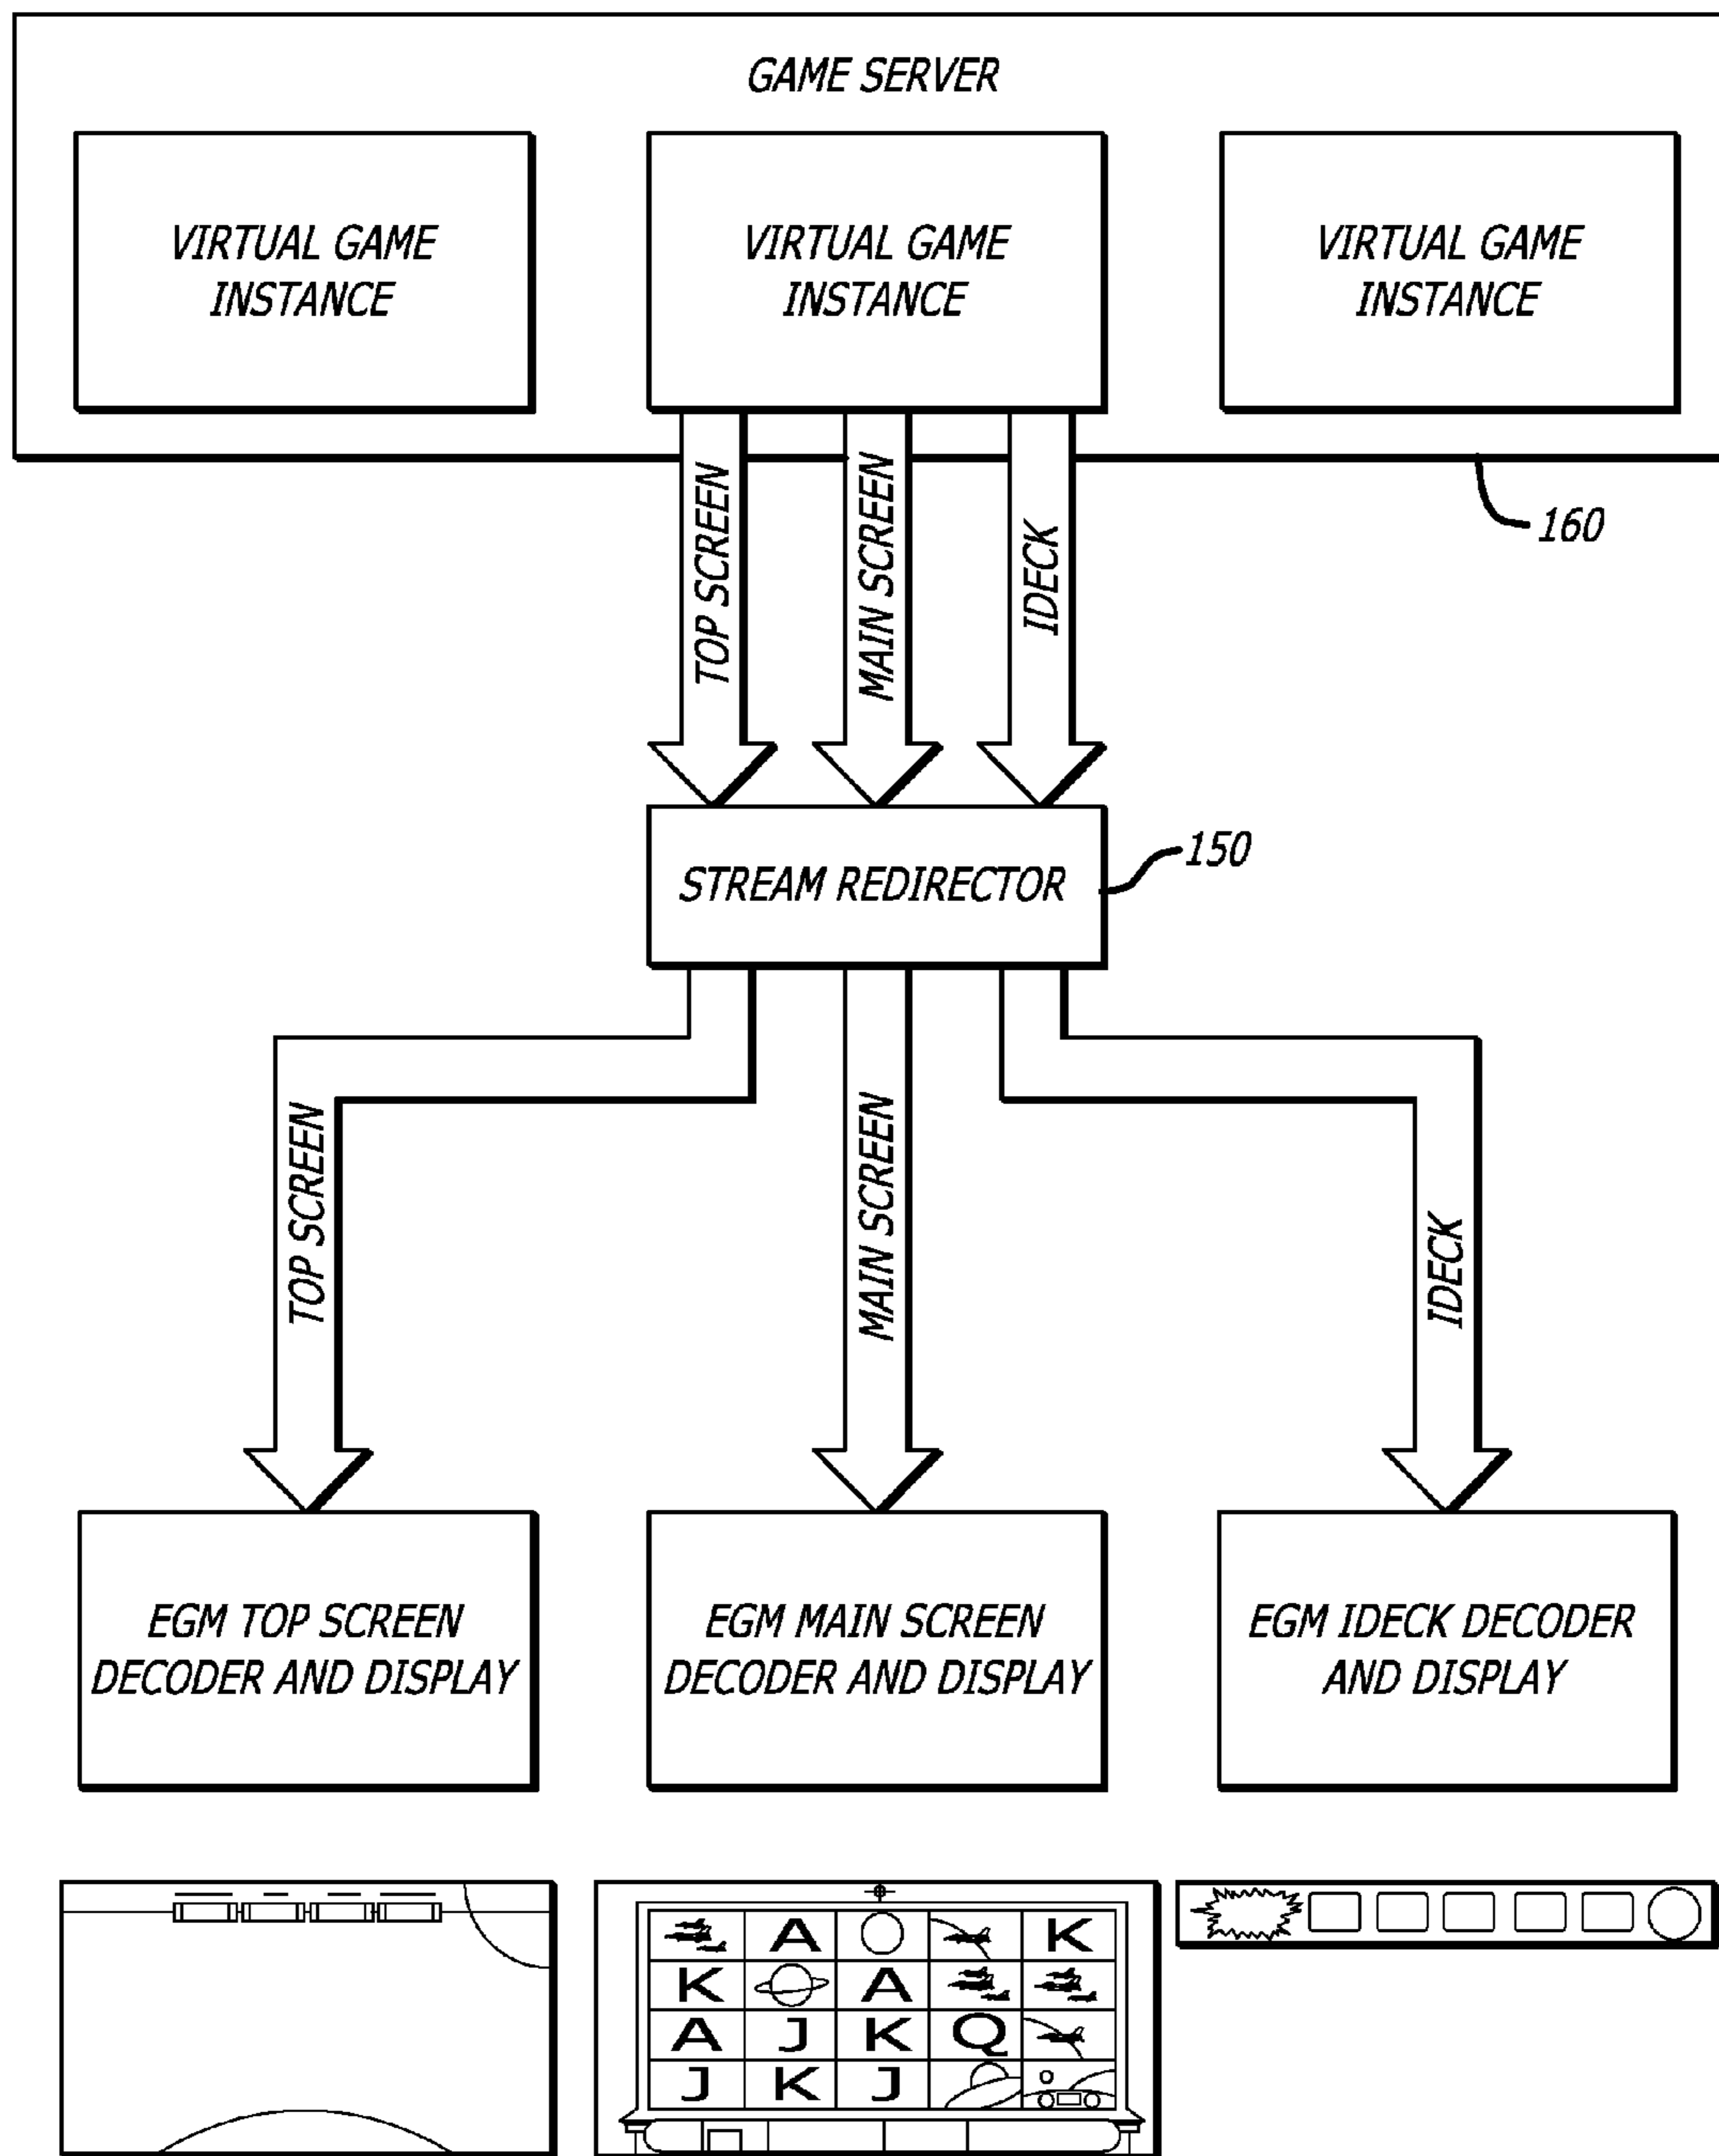 GAME SERVER
VIRTUAL GAME
INSTANCE
VIRTUAL GAME
INSTANCE
VIRTUAL GAME
INSTANCE
TOP SCREEN
MAIN SCREEN
IDECK
160
STREAM REDIRECTOR
150
TOP SCREEN
MAIN SCREEN
IDECK
EGM TOP SCREEN
DECODER AND DISPLAY
EGM MAIN SCREEN
DECODER AND DISPLAY
EGM IDECK DECODER
AND DISPLAY
A K
K A
A J K Q
J K J